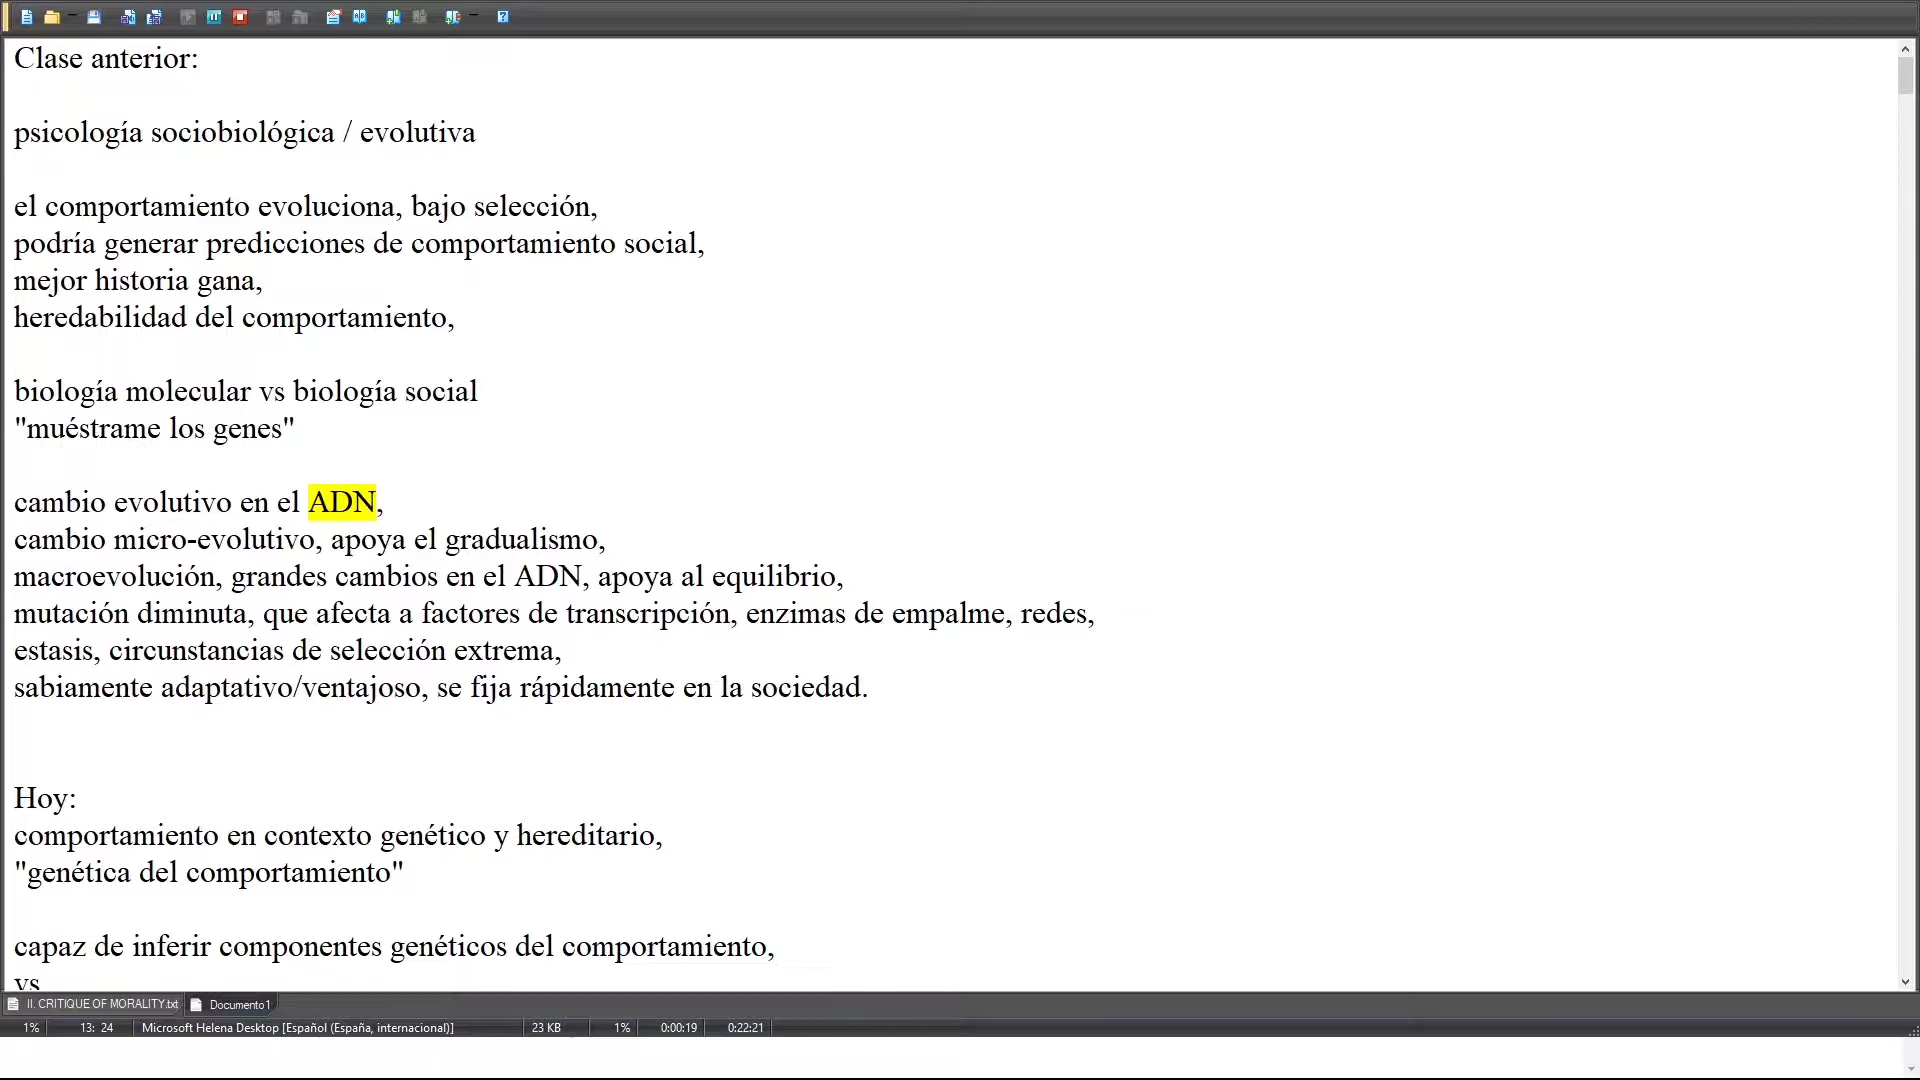 Clase anterior:
psicología sociobiológica / evolutiva
el comportamiento evoluciona, bajo selección,
podría generar predicciones de comportamiento social,
mejor historia gana,
heredabilidad del comportamiento,
biología molecular vs biología social
"muéstrame los genes"
cambio evolutivo en el ADN,
cambio micro-evolutivo, apoya el gradualismo,
macroevolución, grandes cambios en el ADN, apoya al equilibrio,
mutación diminuta, que afecta a factores de transcripción, enzimas de empalme, redes,
estasis, circunstancias de selección extrema,
sabiamente adaptativo/ventajoso, se fija rápidamente en la sociedad.
Hoy:
comportamiento en contexto genético y hereditario,
"genética del comportamiento"
capaz de inferir componentes genéticos del comportamiento,
vs
II. CRITIQUE OF MORALITY.txt Documento1
1% 13: 24 Microsoft Helena Desktop [Español (España, internacional)] 23 KB 1% 0:00:19 0:22:21